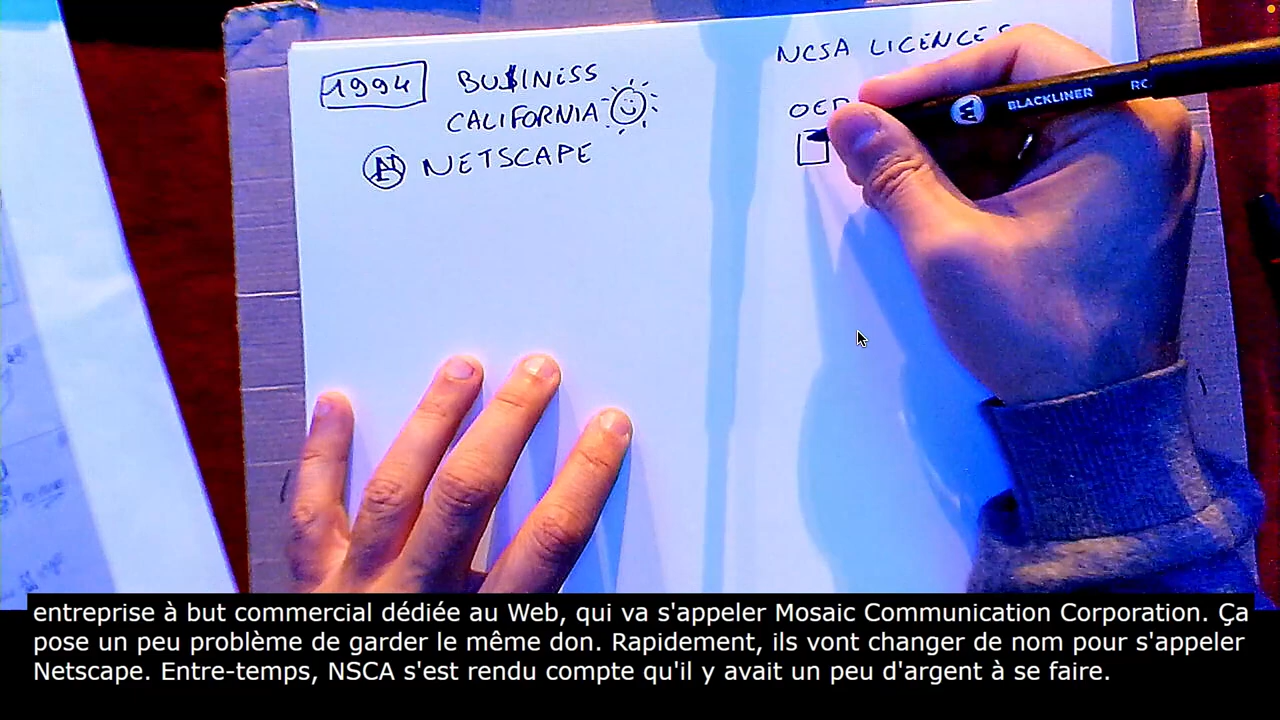 1994
BU$INESS
CALIFORNIA
N NETSCAPE
NCSA LICENCES
BLACKLINER
entreprise à but commercial dédiée au Web, qui va s'appeler Mosaic Communication Corporation. Ça
pose un peu problème de garder le même don. Rapidement, ils vont changer de nom pour s'appeler
Netscape. Entre-temps, NSCA s'est rendu compte qu'il y avait un peu d'argent à se faire.